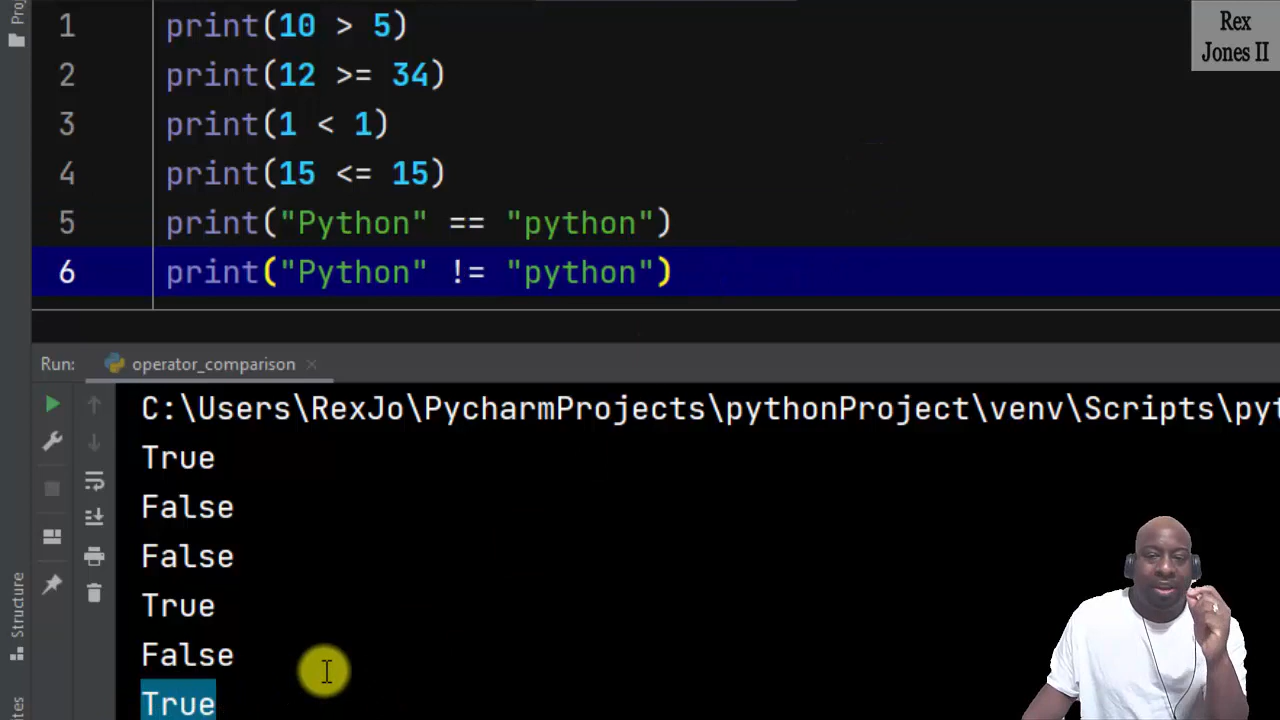 Proj
Rex
Jones II
1 print(10 > 5)
2 print(12 >= 34)
3 print(1 < 1)
4 print(15 <= 15)
5 print("Python" == "python")
6 print("Python" != "python")
Run: operator_comparison
C:\Users\RexJo\PycharmProjects\pythonProject\venv\Scripts\pyt
True
False
False
True
False
True
Structure